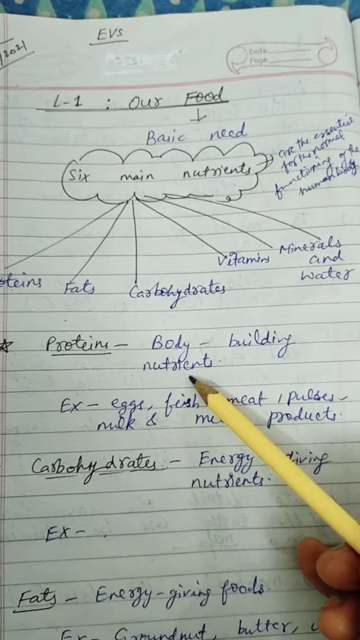 /2021
EVS
Date
Page
L-1 : Our Food
Basic need
Six main nutrients
are the essential
for the normal
functioning of the
human body
oteins
Fats
Carbohydrates
Vitamins
Minerals
and
Water
Proteins - Body - building
nutrients.
Ex - eggs, fish, meat, pulses,
milk & products.
Carbohydrates - Energy giving
nutrients.
Ex -
Fats - Energy-giving foods.
Ex - Groundnut, butter,